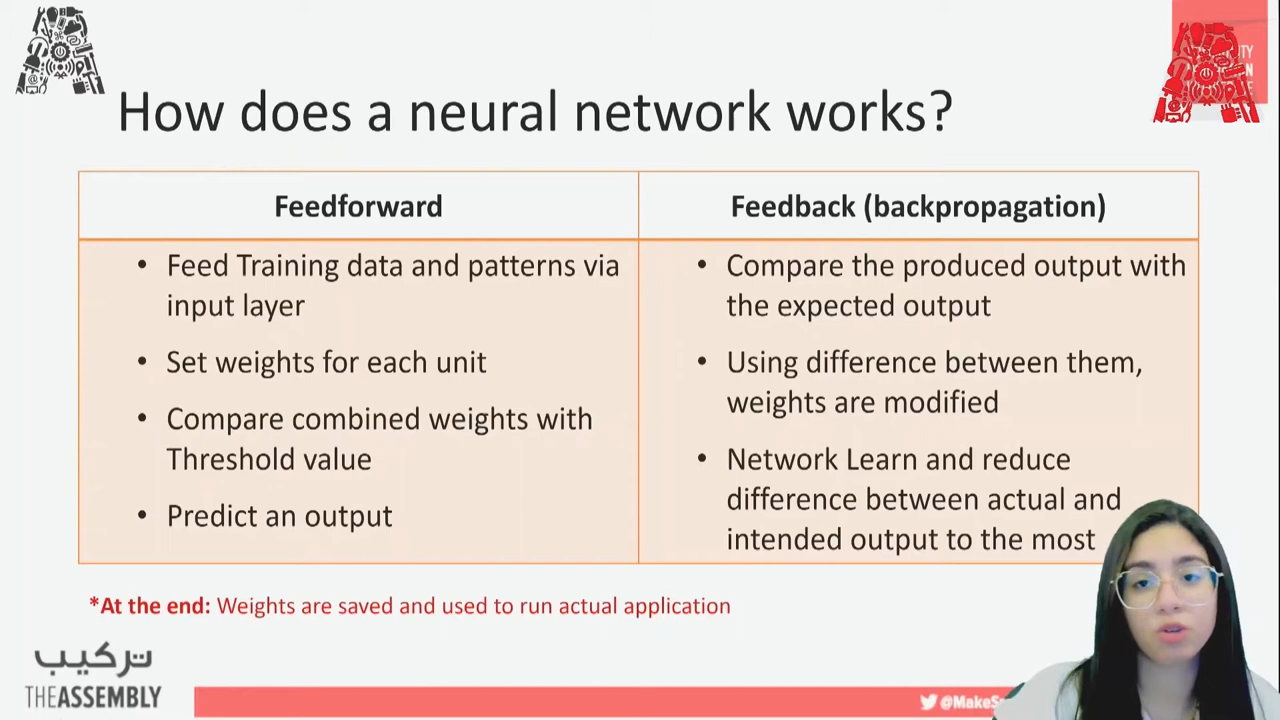 How does a neural network works?
Feedforward
Feedback (backpropagation)
• Feed Training data and patterns via
input layer
• Set weights for each unit
• Compare combined weights with
Threshold value
• Predict an output
• Compare the produced output with
the expected output
• Using difference between them,
weights are modified
• Network Learn and reduce
difference between actual and
intended output to the most
*At the end: Weights are saved and used to run actual application
تركيب
THEASSEMBLY